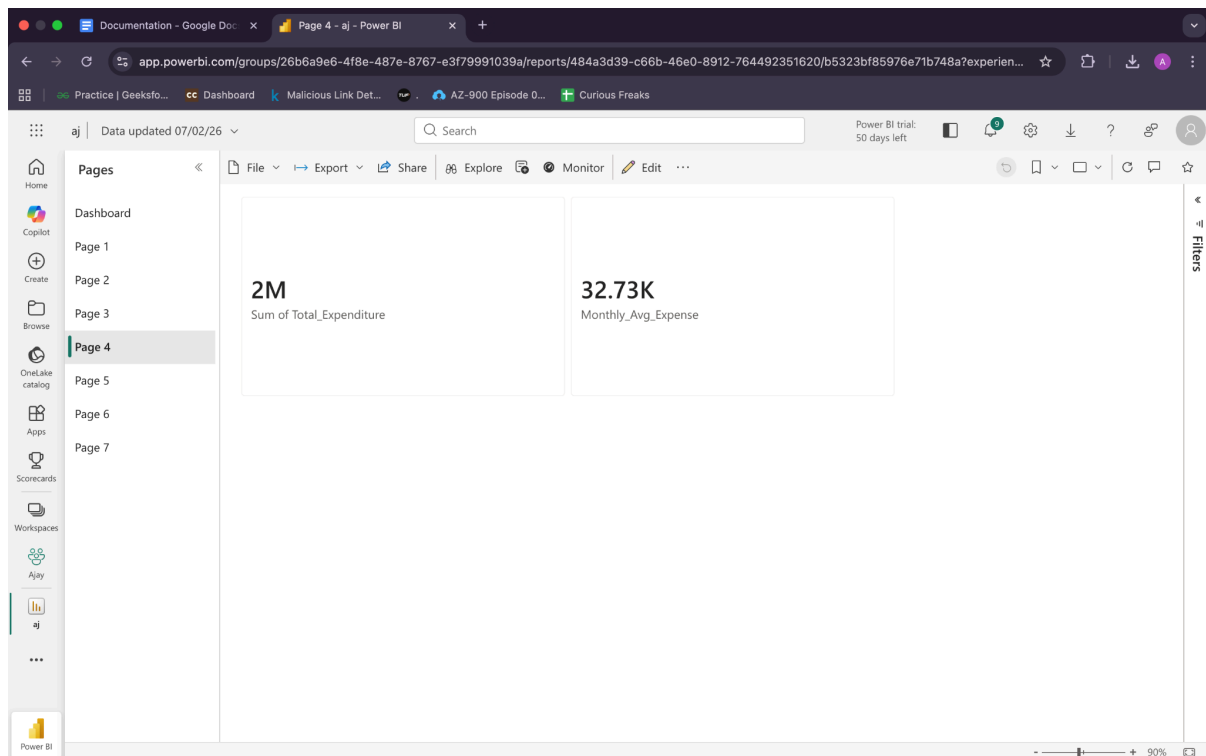 Documentation - Google Doc
Page 4 - aj - Power BI
app.powerbi.com/groups/26b6a9e6-4f8e-487e-8767-e3f79991039a/reports/484a3d39-c66b-46e0-8912-764492351620/b5323bf85976e71b748a?experien...
A
Practice | Geeksfo...
CC Dashboard
k Malicious Link Det...
TUF .
AZ-900 Episode 0...
Curious Freaks
aj
Data updated 07/02/26
Search
Power BI trial:
50 days left
9
Home
Copilot
Create
Browse
OneLake
catalog
Apps
Scorecards
Workspaces
Ajay
aj
Power BI
Pages
Dashboard
Page 1
Page 2
Page 3
Page 4
Page 5
Page 6
Page 7
File
Export
Share
Explore
Monitor
Edit
2M
Sum of Total_Expenditure
32.73K
Monthly_Avg_Expense
Filters
- + 90%